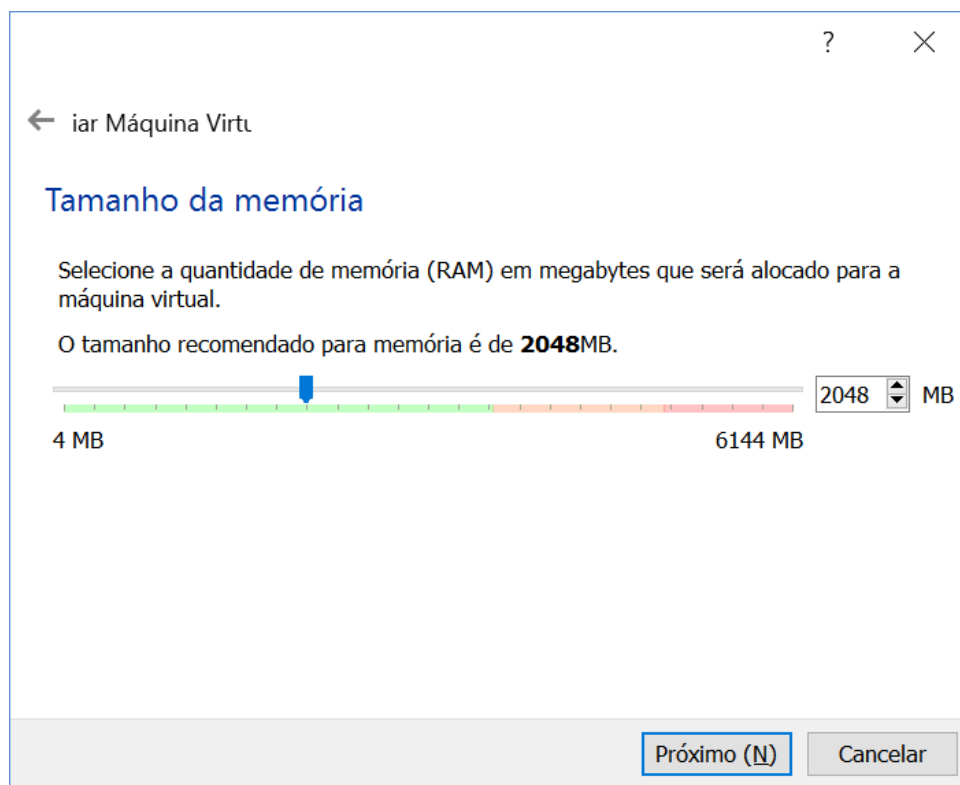 ?
iar Máquina Virtu
Tamanho da memória
Selecione a quantidade de memória (RAM) em megabytes que será alocado para a
máquina virtual.
O tamanho recomendado para memória é de 2048MB.
2048 MB
4 MB 6144 MB
Próximo (N) Cancelar